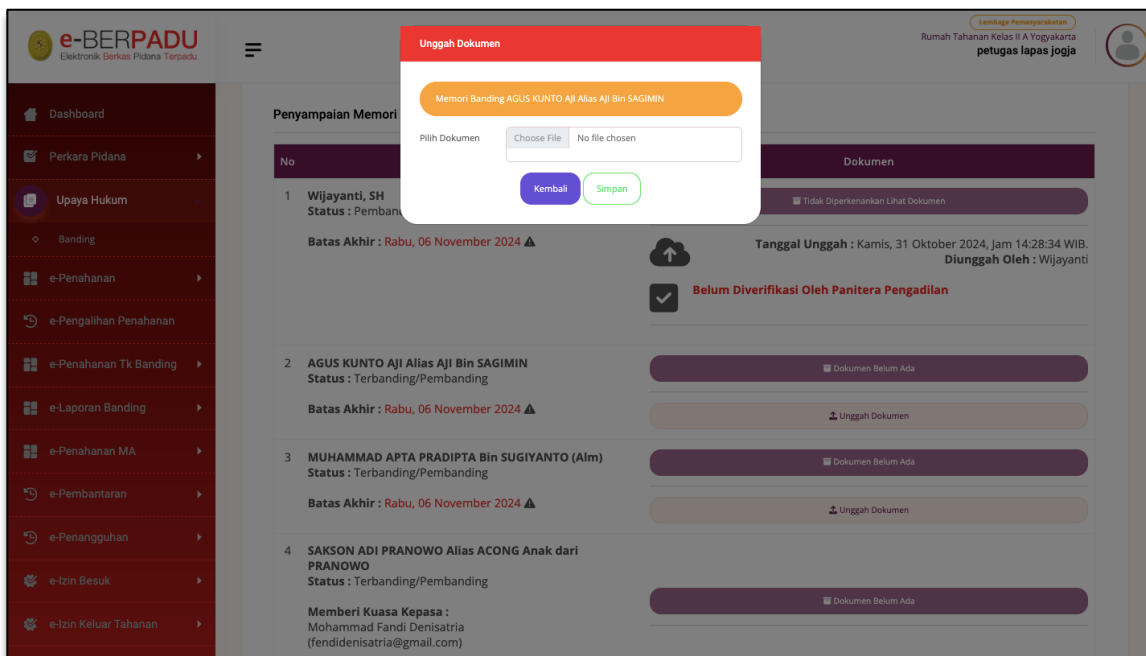 e-BERPADU
Elektronik Berkas Pidana Terpadu
Lembaga Pemasyarakatan
Rumah Tahanan Kelas II A Yogyakarta
petugas lapas jogja
Dashboard
Perkara Pidana
Upaya Hukum
Banding
e-Penahanan
e-Pengalihan Penahanan
e-Penahanan Tk Banding
e-Laporan Banding
e-Penahanan MA
e-Pembantaran
e-Penangguhan
e-Izin Besuk
e-Izin Keluar Tahanan
Unggah Dokumen
Memori Banding AGUS KUNTO AJI Alias AJI Bin SAGIMIN
Pilih Dokumen Choose File No file chosen
Kembali Simpan
Penyampaian Memori
No Dokumen
1 Wijayanti, SH
Status :
Batas Akhir : Rabu, 06 November 2024
Tidak Diperkenankan Lihat Dokumen
Tanggal Unggah : Kamis, 31 Oktober 2024, Jam 14:28:34 WIB.
Diunggah Oleh : Wijayanti
Belum Diverifikasi Oleh Panitera Pengadilan
2 AGUS KUNTO AJI Alias AJI Bin SAGIMIN
Status : Terbanding/Pembanding
Batas Akhir : Rabu, 06 November 2024
Dokumen Belum Ada
Unggah Dokumen
3 MUHAMMAD APTA PRADIPTA Bin SUGIYANTO (Alm)
Status : Terbanding/Pembanding
Batas Akhir : Rabu, 06 November 2024
Dokumen Belum Ada
Unggah Dokumen
4 SAKSON ADI PRANOWO Alias ACONG Anak dari
PRANOWO
Status : Terbanding/Pembanding
Memberi Kuasa Kepasa :
Mohammad Fandi Denisatria
(fendidenisatria@gmail.com)
Dokumen Belum Ada